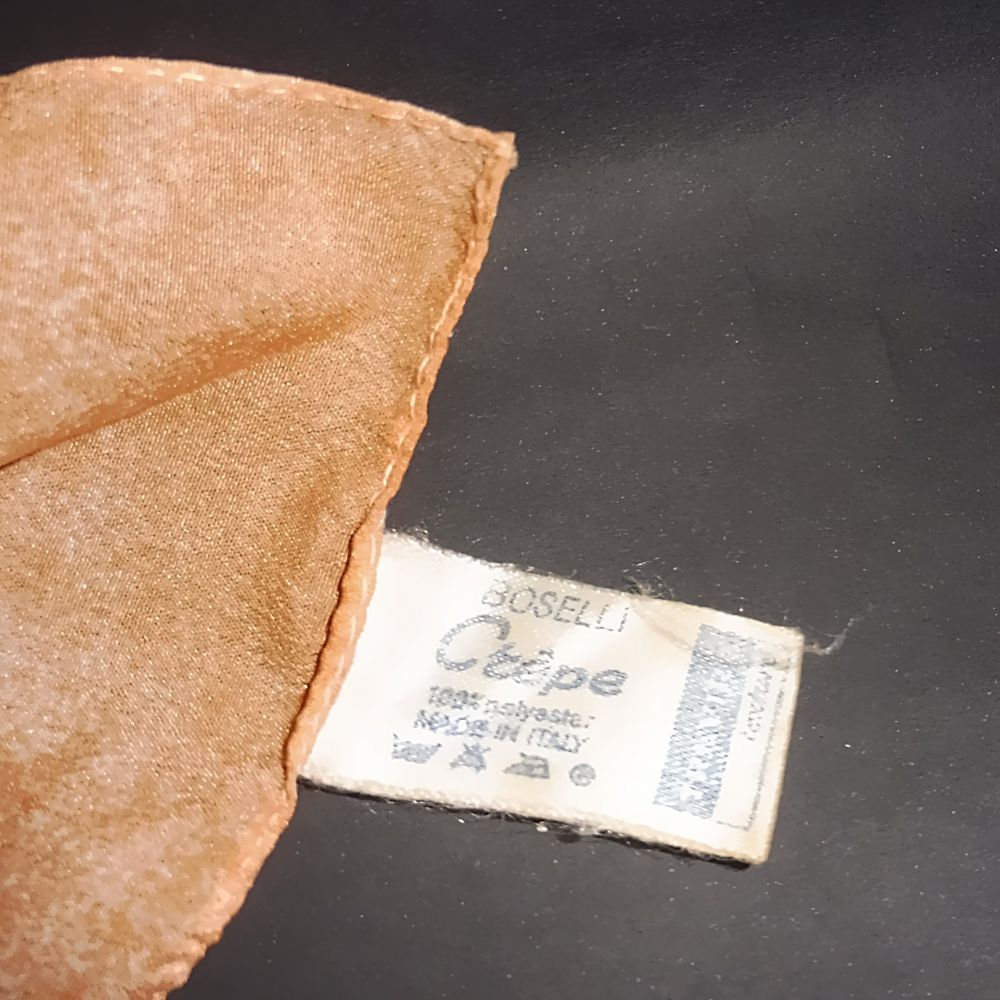 BOSELLI
Crêpe
100% polyester
MADE IN ITALY